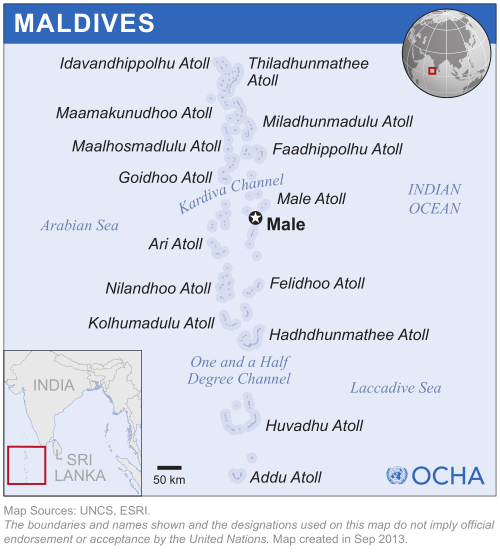 MALDIVES
Idavandhippolhu Atoll
Thiladhunmathee
Atoll
Maamakunudhoo Atoll
Miladhunmadulu Atoll
Maalhosmadlulu Atoll
Faadhippolhu Atoll
Goidhoo Atoll
Kardiva Channel
Male Atoll
INDIAN
OCEAN
Arabian Sea
Male
Ari Atoll
Nilandhoo Atoll
Felidhoo Atoll
Kolhumadulu Atoll
Hadhdhunmathee Atoll
One and a Half
Degree Channel
Laccadive Sea
INDIA
Huvadhu Atoll
SRI
LANKA
50 km
Addu Atoll
OCHA
Map Sources: UNCS, ESRI.
The boundaries and names shown and the designations used on this map do not imply official
endorsement or acceptance by the United Nations. Map created in Sep 2013.